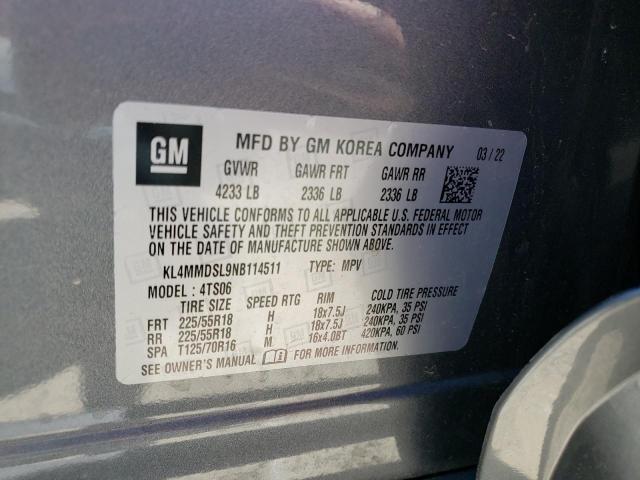 GM MFD BY GM KOREA COMPANY 03/22
GVWR GAWR FRT GAWR RR
4233 LB 2336 LB 2336 LB
THIS VEHICLE CONFORMS TO ALL APPLICABLE U.S. FEDERAL MOTOR
VEHICLE SAFETY AND THEFT PREVENTION STANDARDS IN EFFECT
ON THE DATE OF MANUFACTURE SHOWN ABOVE.
KL4MMDSL9NB114511 TYPE: MPV
MODEL : 4TS06
TIRE SIZE SPEED RTG RIM COLD TIRE PRESSURE
FRT 225/55R18 H 18x7.5J 240KPA, 35 PSI
RR 225/55R18 H 18x7.5J 240KPA, 35 PSI
SPA T125/70R16 M 16x4.0BT 420KPA, 60 PSI
SEE OWNER'S MANUAL FOR MORE INFORMATION.